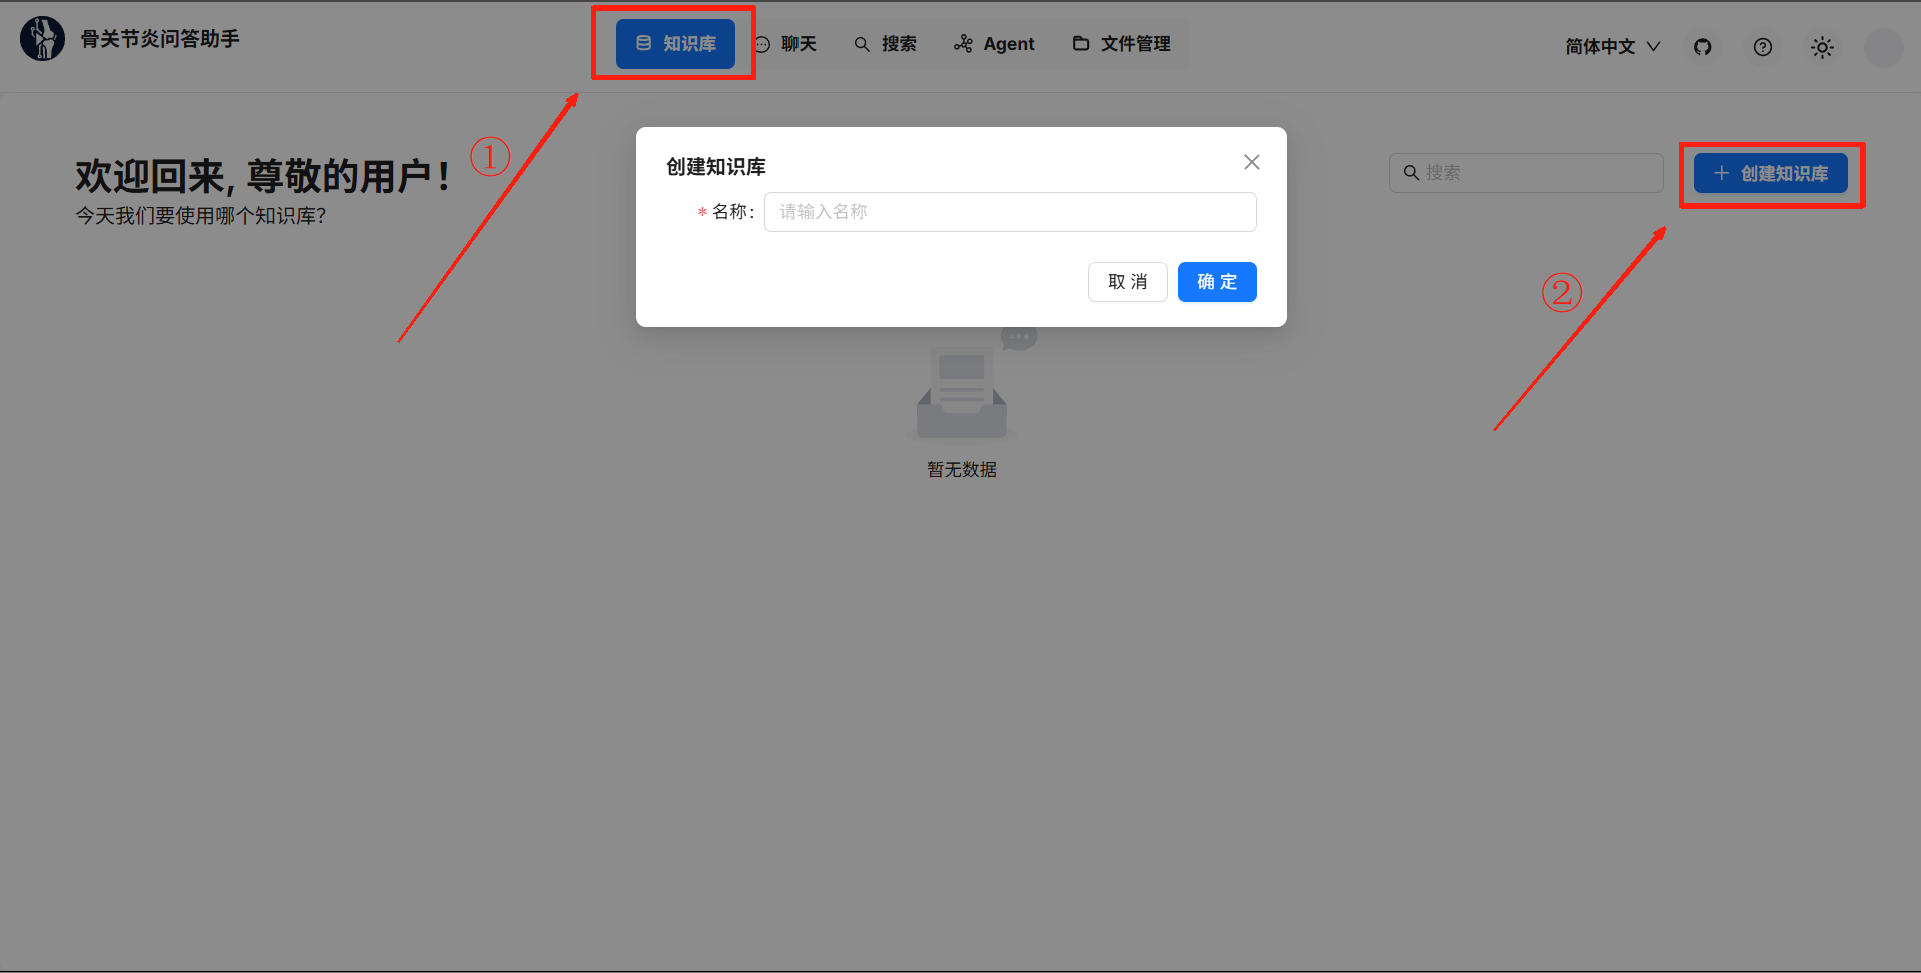 骨关节炎问答助手
知识库
聊天
搜索
Agent
文件管理
简体中文
①
欢迎回来, 尊敬的用户!
今天我们要使用哪个知识库?
搜索
创建知识库
②
创建知识库
* 名称:
请输入名称
取 消
确 定
暂无数据